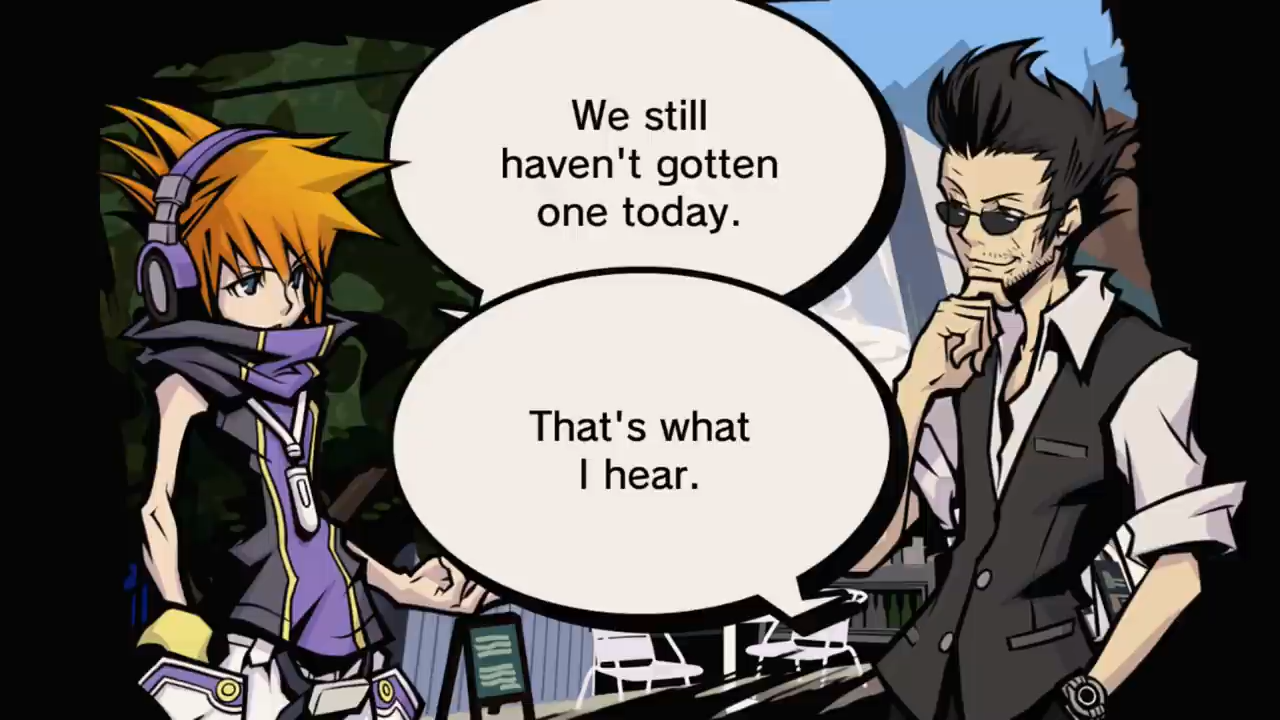 We still
haven't gotten
one today.
That's what
I hear.